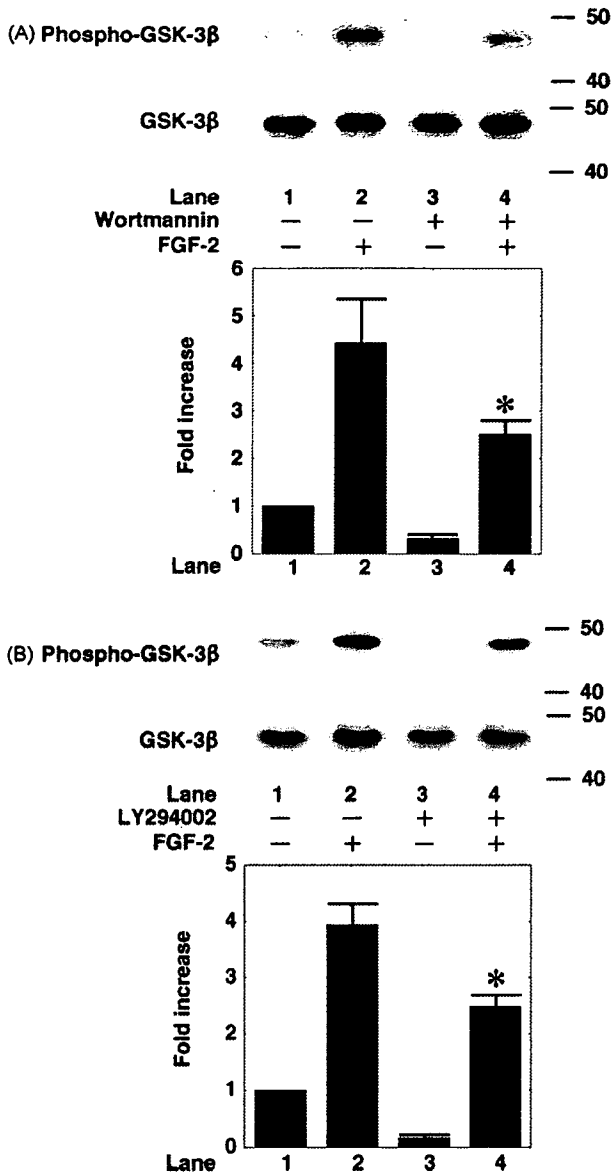 50
(A) Phospho-GSK-3β
40
50
GSK-3β
40
Lane 1 2 3 4
Wortmannin – – + +
FGF-2 – + – +
6
5
4
3
2
1
0
Fold increase
*
Lane 1 2 3 4
50
(B) Phospho-GSK-3β
40
50
GSK-3β
40
Lane 1 2 3 4
LY294002 – – + +
FGF-2 – + – +
5
4
3
2
1
0
Fold increase
*
Lane 1 2 3 4